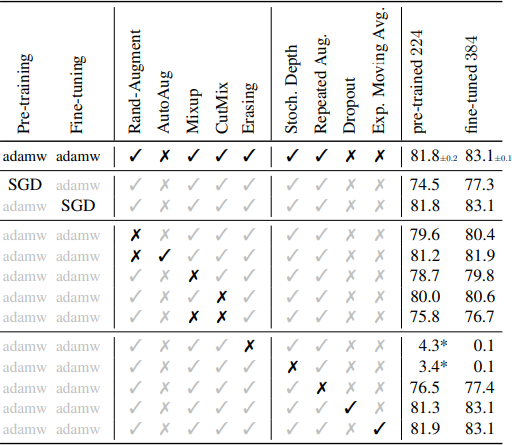 Pre-training Fine-tuning Rand-Augment AutoAug Mixup CutMix Erasing Stoch. Depth Repeated Aug. Dropout Exp. Moving Avg. pre-trained 224 fine-tuned 384
adamw adamw ✓ ✗ ✓ ✓ ✓ ✓ ✓ ✗ ✗ 81.8±0.2 83.1±0.1
SGD adamw ✓ ✗ ✓ ✓ ✓ ✓ ✓ ✗ ✗ 74.5 77.3
adamw SGD ✓ ✗ ✓ ✓ ✓ ✓ ✓ ✗ ✗ 81.8 83.1
adamw adamw ✗ ✗ ✓ ✓ ✓ ✓ ✓ ✗ ✗ 79.6 80.4
adamw adamw ✗ ✓ ✓ ✓ ✓ ✓ ✓ ✗ ✗ 81.2 81.9
adamw adamw ✓ ✗ ✗ ✓ ✓ ✓ ✓ ✗ ✗ 78.7 79.8
adamw adamw ✓ ✗ ✓ ✗ ✓ ✓ ✓ ✗ ✗ 80.0 80.6
adamw adamw ✓ ✗ ✗ ✗ ✓ ✓ ✓ ✗ ✗ 75.8 76.7
adamw adamw ✓ ✗ ✓ ✓ ✗ ✓ ✓ ✗ ✗ 4.3* 0.1
adamw adamw ✓ ✗ ✓ ✓ ✓ ✗ ✓ ✗ ✗ 3.4* 0.1
adamw adamw ✓ ✗ ✓ ✓ ✓ ✓ ✗ ✗ ✗ 76.5 77.4
adamw adamw ✓ ✗ ✓ ✓ ✓ ✓ ✓ ✓ ✗ 81.3 83.1
adamw adamw ✓ ✗ ✓ ✓ ✓ ✓ ✓ ✗ ✓ 81.9 83.1